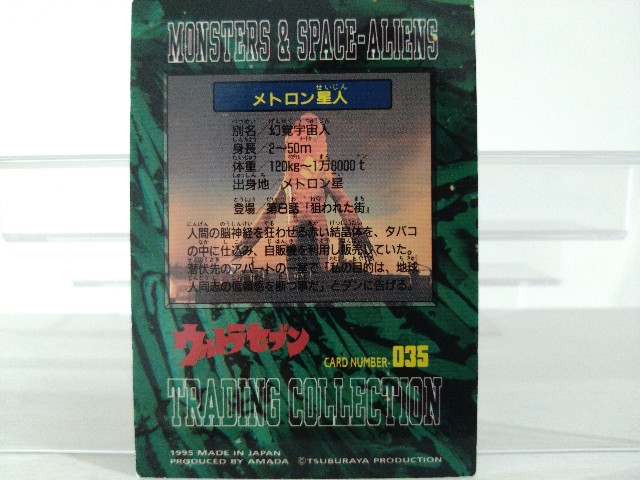 MONSTERS & SPACE-ALIENS
メトロン星人
別名／幻覚宇宙人
身長／2〜50m
体重／120kg〜1万8000t
出身地／メトロン星
登場／第8話「狙われた街」
人間の脳神経を狂わせる赤い結晶体を、タバコ
の中に仕込み、自販機を利用し販売していた。
潜伏先のアパートの一室で「私の目的は、地球
人同志の信頼感を断つ事だ」とダンに告げる。
ウルトラセブン
CARD NUMBER-035
TRADING COLLECTION
1995 MADE IN JAPAN
PRODUCED BY AMADA ©TSUBURAYA PRODUCTION